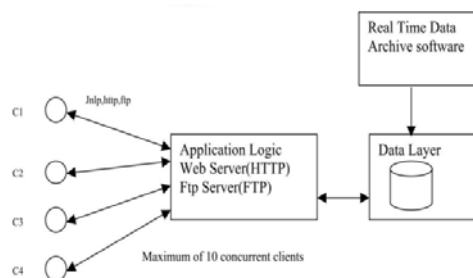 Real Time Data
Archive software
Jnlp,http,ftp
C1
Application Logic
Web Server(HTTP)
Ftp Server(FTP)
Data Layer
C2
C3
C4
Maximum of 10 concurrent clients